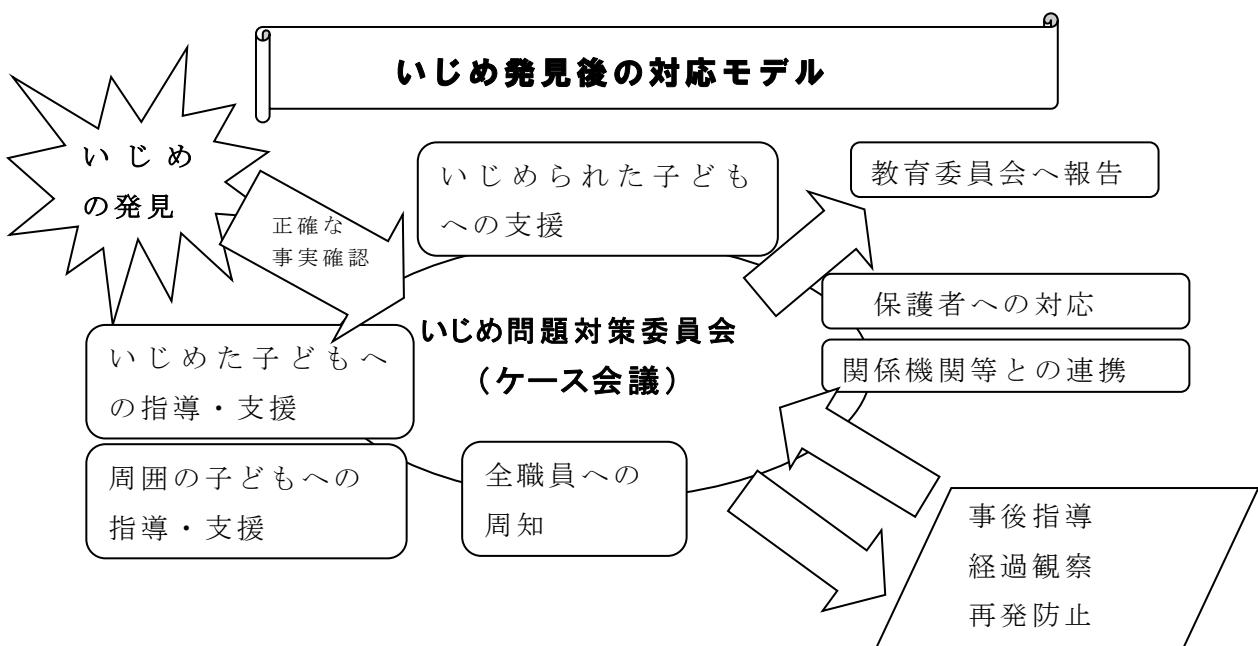 いじめ発見後の対応モデル
いじめ
の発見
正確な
事実確認
いじめられた子ども
への支援
教育委員会へ報告
保護者への対応
関係機関等との連携
いじめ問題対策委員会
（ケース会議）
いじめた子どもへ
の指導・支援
周囲の子どもへの
指導・支援
全職員への
周知
事後指導
経過観察
再発防止